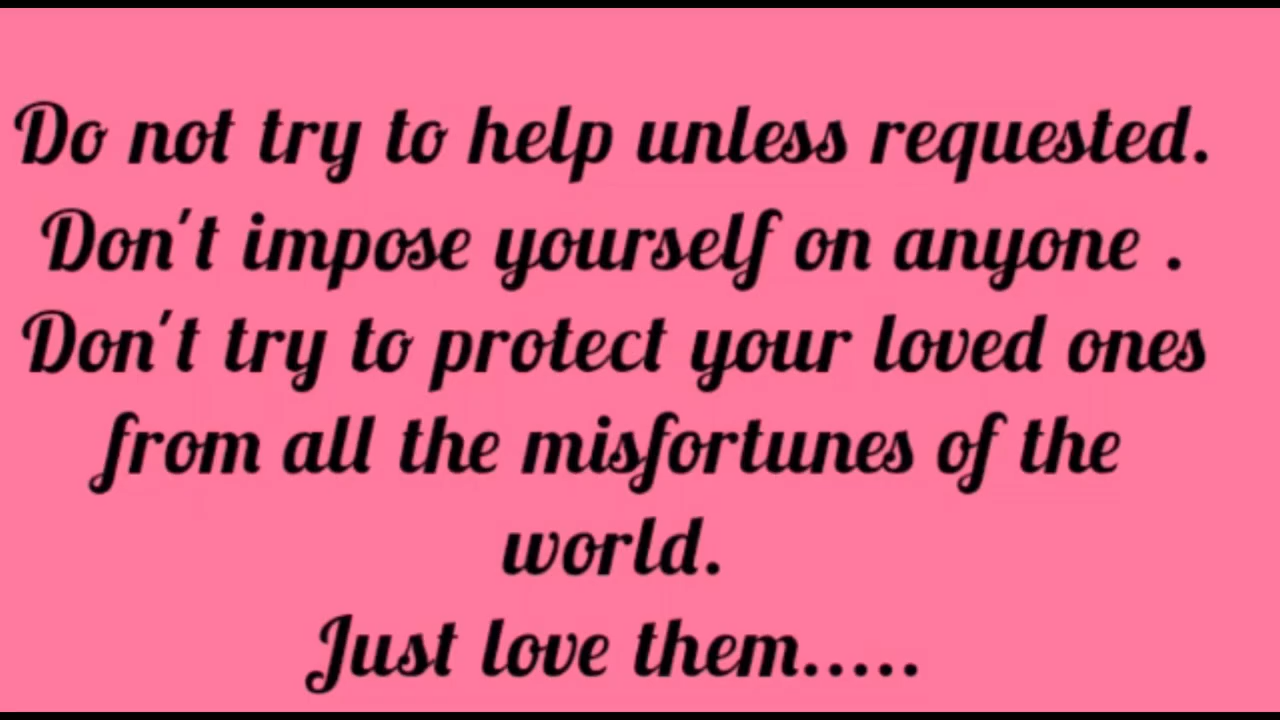 Do not try to help unless requested.
Don't impose yourself on anyone .
Don't try to protect your loved ones
from all the misfortunes of the
world.
Just love them.....